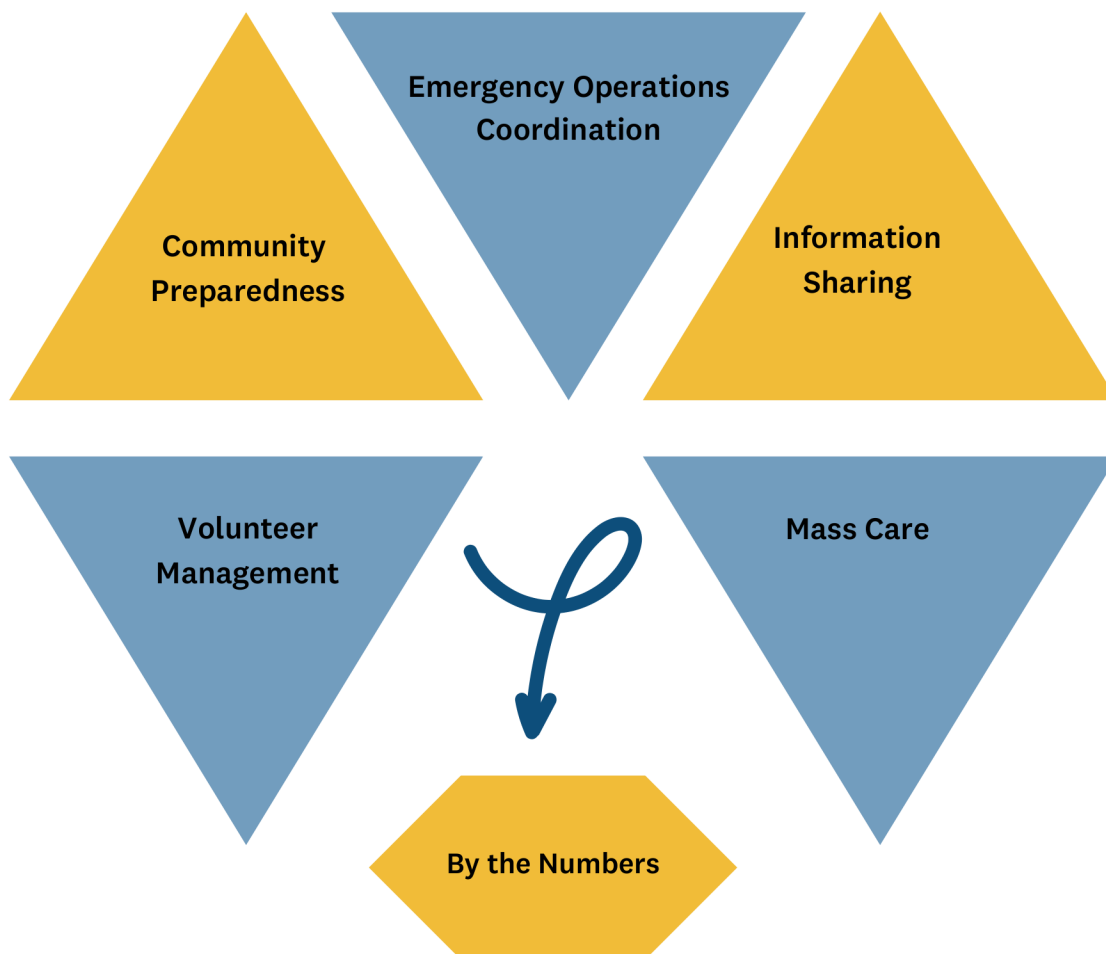 Emergency Operations
Coordination
Community
Preparedness
Information
Sharing
Volunteer
Management
Mass Care
By the Numbers